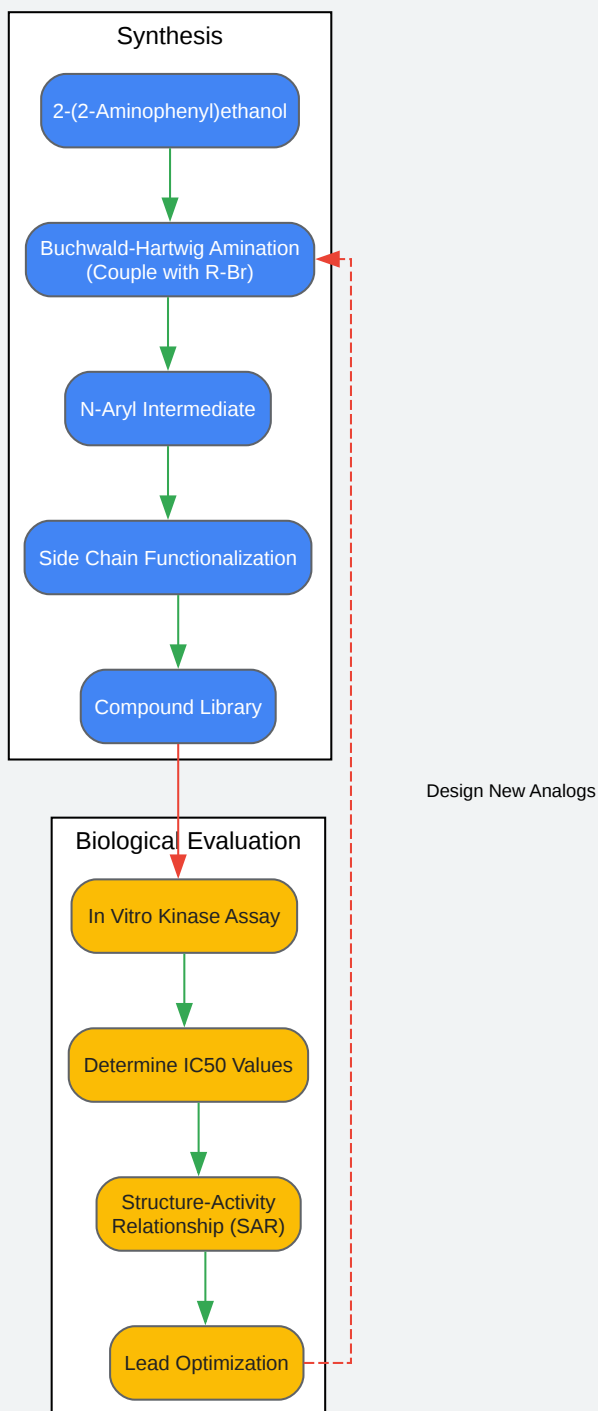 Synthesis
2-(2-Aminophenyl)ethanol
Buchwald-Hartwig Amination
(Couple with R-Br)
N-Aryl Intermediate
Side Chain Functionalization
Compound Library
Design New Analogs
Biological Evaluation
In Vitro Kinase Assay
Determine IC50 Values
Structure-Activity
Relationship (SAR)
Lead Optimization